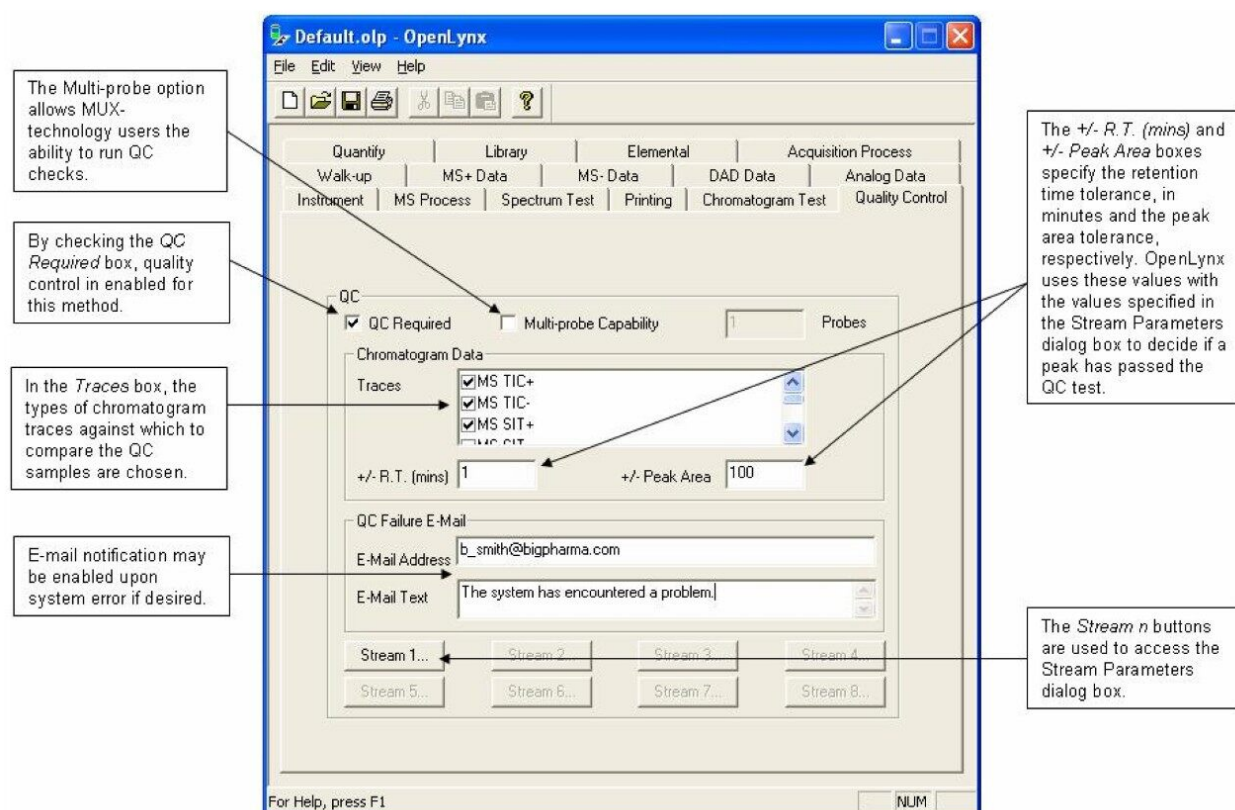 Default.olp - OpenLynx
File Edit View Help
The Multi-probe option
allows MUX-
technology users the
ability to run QC
checks.
By checking the QC
Required box, quality
control in enabled for
this method.
In the Traces box, the
types of chromatogram
traces against which to
compare the QC
samples are chosen.
E-mail notification may
be enabled upon
system error if desired.
Quantify Library Elemental Acquisition Process
Walk-up MS+ Data MS- Data DAD Data Analog Data
Instrument MS Process Spectrum Test Printing Chromatogram Test Quality Control
QC
QC Required Multi-probe Capability 1 Probes
Chromatogram Data
Traces
MS TIC+
MS TIC-
MS SIT+
+/- R.T. (mins) 1 +/- Peak Area 100
QC Failure E-Mail
E-Mail Address b_smith@bigpharma.com
E-Mail Text The system has encountered a problem.
Stream 1... Stream 2... Stream 3... Stream 4...
Stream 5... Stream 6... Stream 7... Stream 8...
For Help, press F1 NUM
The +/- R.T. (mins) and
+/- Peak Area boxes
specify the retention
time tolerance, in
minutes and the peak
area tolerance,
respectively. OpenLynx
uses these values with
the values specified in
the Stream Parameters
dialog box to decide if a
peak has passed the
QC test.
The Stream n buttons
are used to access the
Stream Parameters
dialog box.